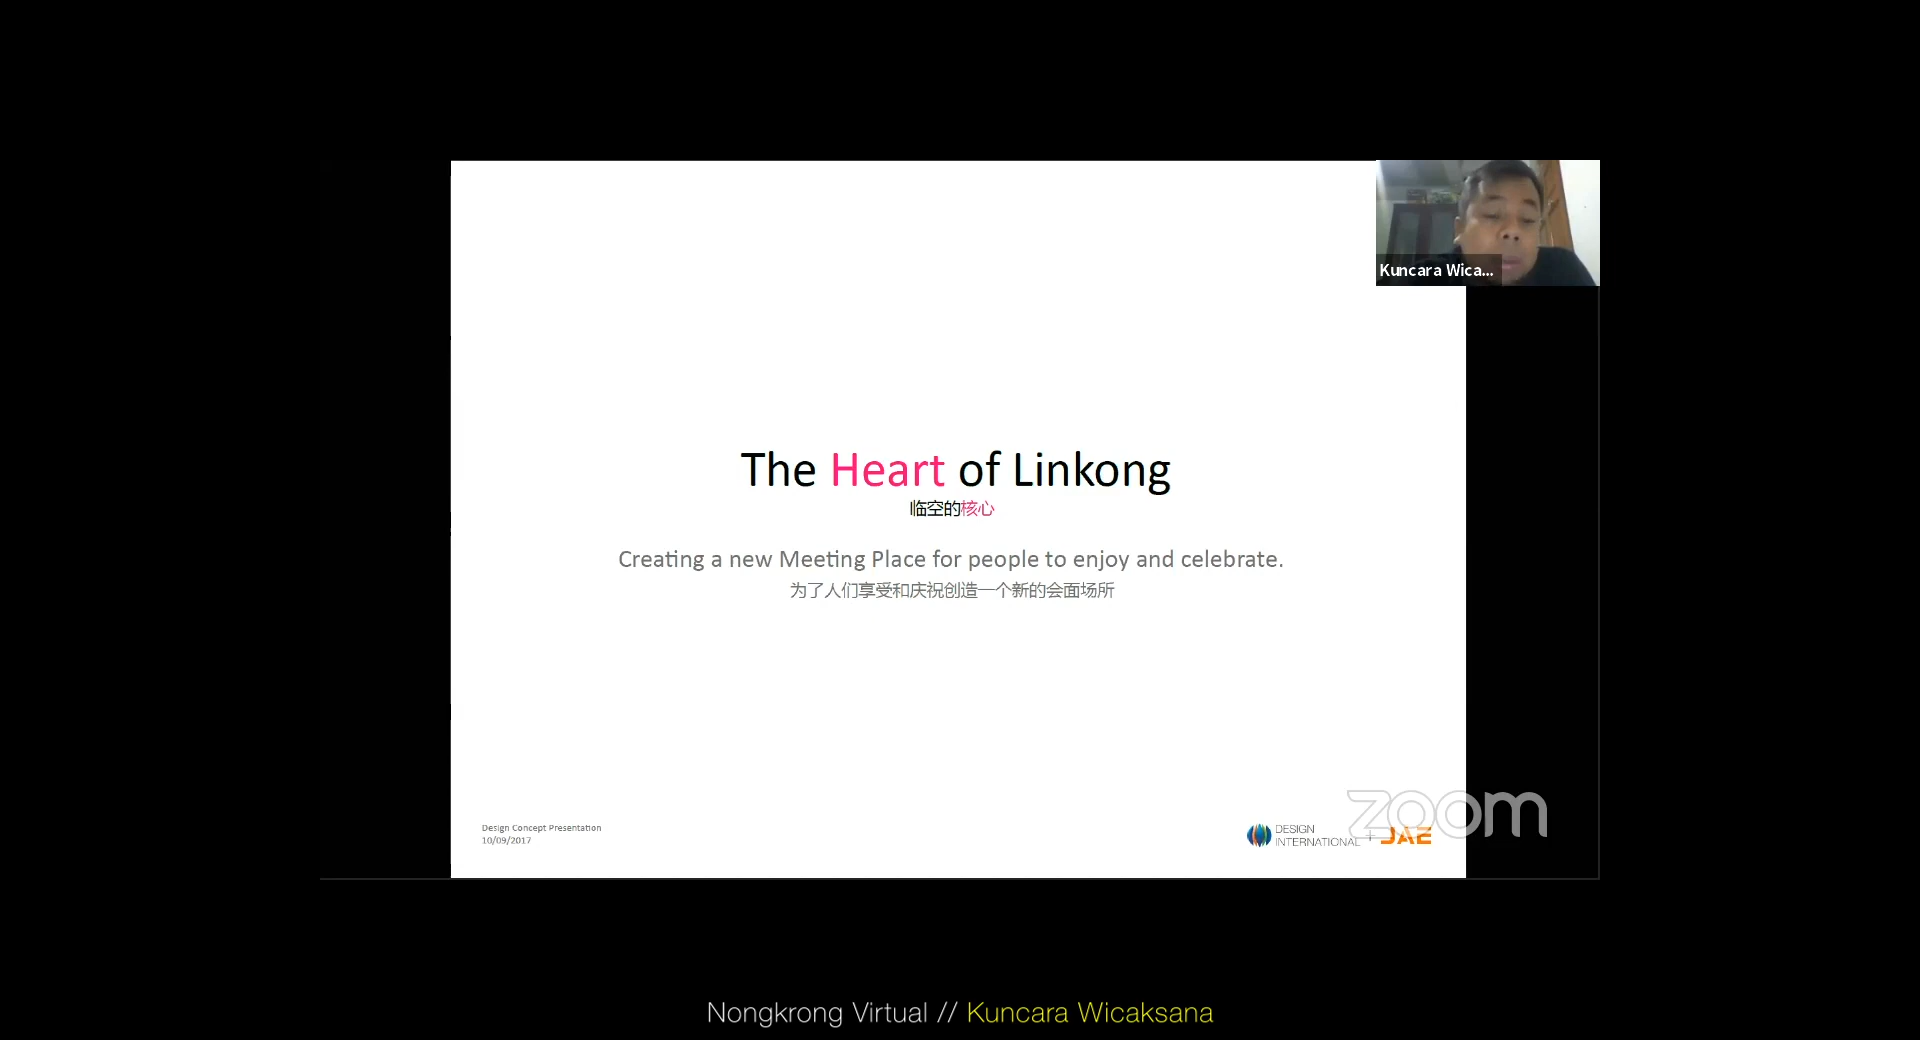 Kuncara Wica...
The Heart of Linkong
临空的核心
Creating a new Meeting Place for people to enjoy and celebrate.
为了人们享受和庆祝创造一个新的会面场所
Design Concept Presentation
10/09/2017
DESIGN
INTERNATIONAL + JAE
zoom
Nongkrong Virtual // Kuncara Wicaksana